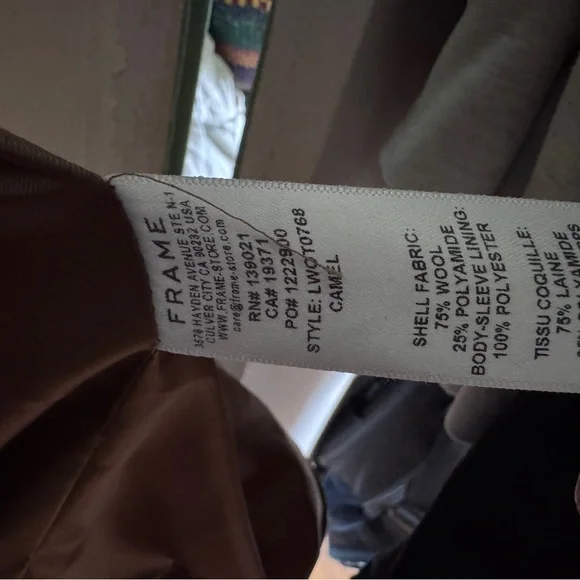 FRAME
3578 HAYDEN AVENUE STE N-1
CULVER CITY CA 90232 USA
WWW.FRAME-STORE.COM
care@frame-store.com
RN# 139021
CA# 19371
PO# 1222900
STYLE: LWOT0768
CAMEL
SHELL FABRIC:
75% WOOL
25% POLYAMIDE
BODY-SLEEVE LINING:
100% POLYESTER
TISSU COQUILLE:
75% LAINE